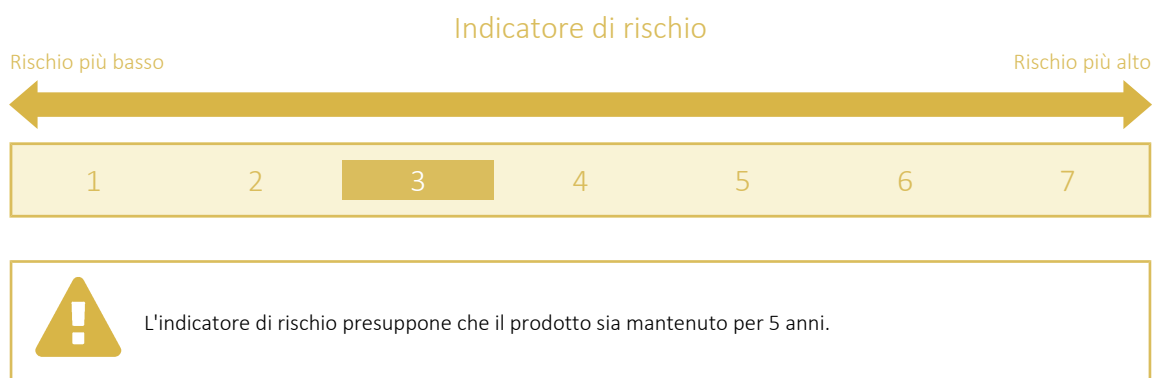 Indicatore di rischio
Rischio più basso Rischio più alto
1 2 3 4 5 6 7
L'indicatore di rischio presuppone che il prodotto sia mantenuto per 5 anni.